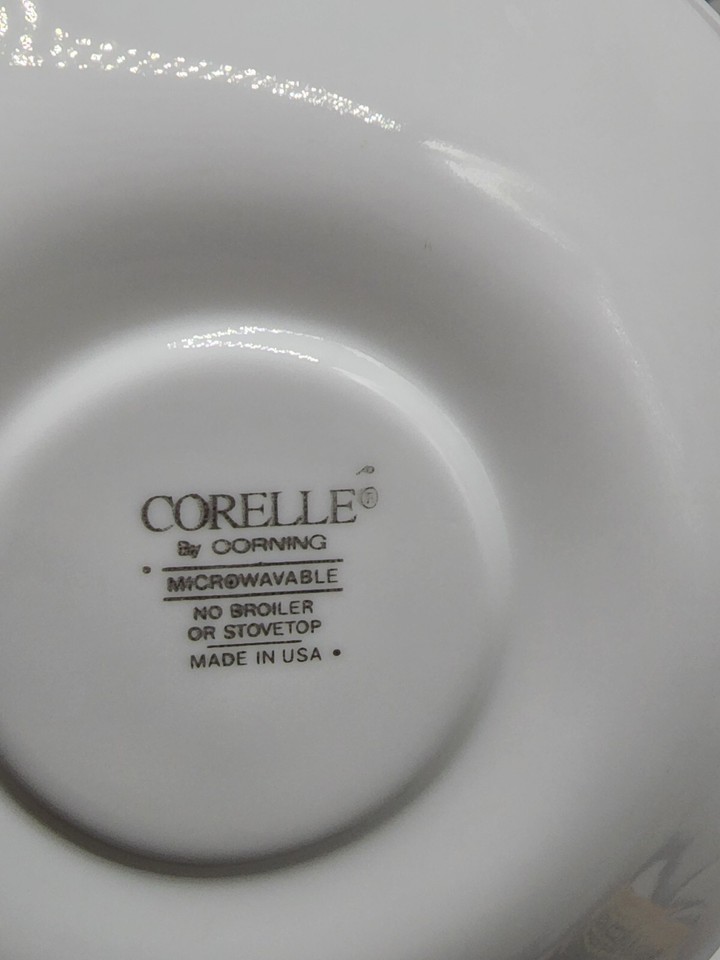 CORELLE®
By CORNING
MICROWAVABLE
NO BROILER
OR STOVETOP
MADE IN USA